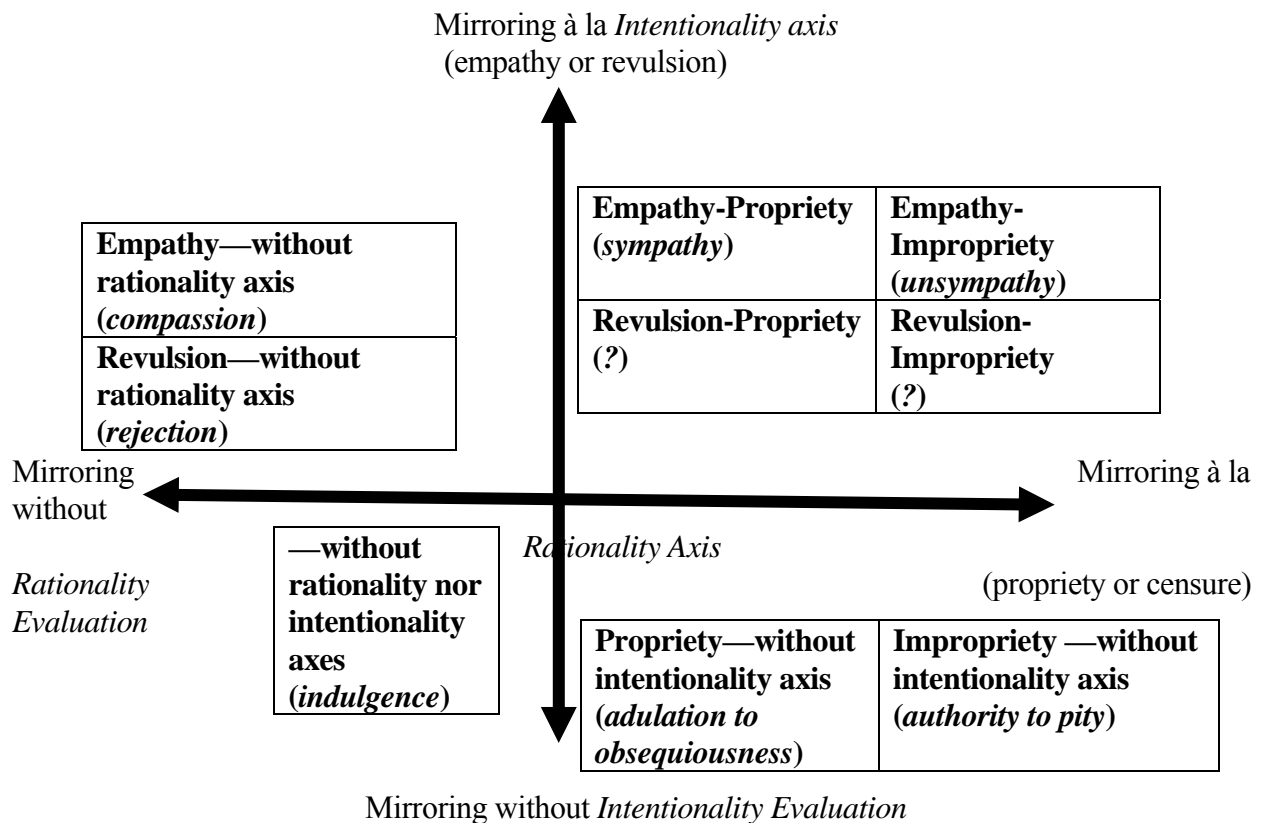 Mirroring à la Intentionality axis
(empathy or revulsion)
Empathy—without
rationality axis
(compassion)
Revulsion—without
rationality axis
(rejection)
Empathy-Propriety
(sympathy)
Empathy-
Impropriety
(unsympathy)
Revulsion-Propriety
(?)
Revulsion-
Impropriety
(?)
Mirroring
without
Rationality
Evaluation
Mirroring à la
Rationality Axis
(propriety or censure)
—without
rationality nor
intentionality
axes
(indulgence)
Propriety—without
intentionality axis
(adulation to
obsequiousness)
Impropriety —without
intentionality axis
(authority to pity)
Mirroring without Intentionality Evaluation